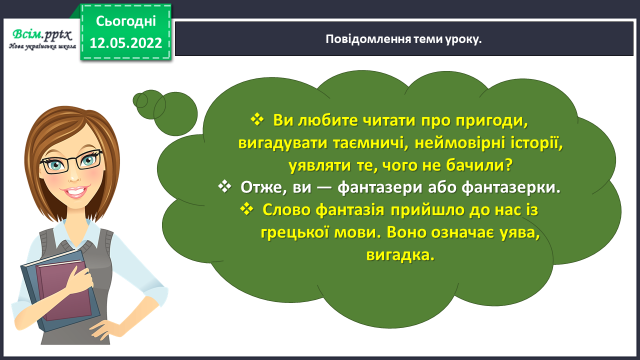 Всім.pptx
Нова українська школа
Сьогодні
12.05.2022
Повідомлення теми уроку.
❖ Ви любите читати про пригоди,
вигадувати таємничі, неймовірні історії,
уявляти те, чого не бачили?
❖ Отже, ви — фантазери або фантазерки.
❖ Слово фантазія прийшло до нас із
грецької мови. Воно означає уява,
вигадка.